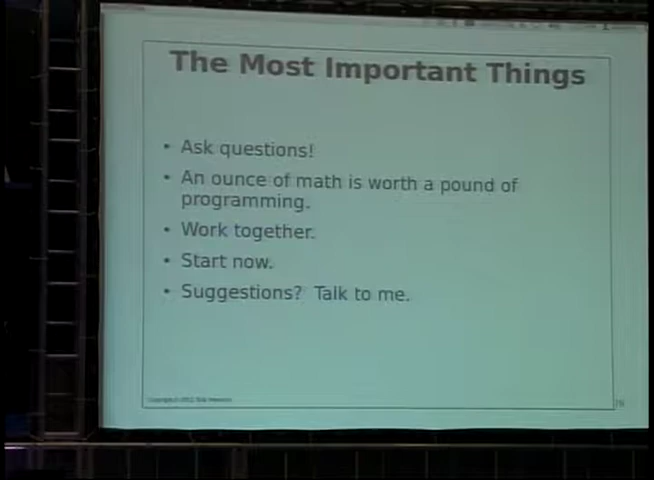 The Most Important Things
• Ask questions!
• An ounce of math is worth a pound of
programming.
• Work together.
• Start now.
• Suggestions? Talk to me.